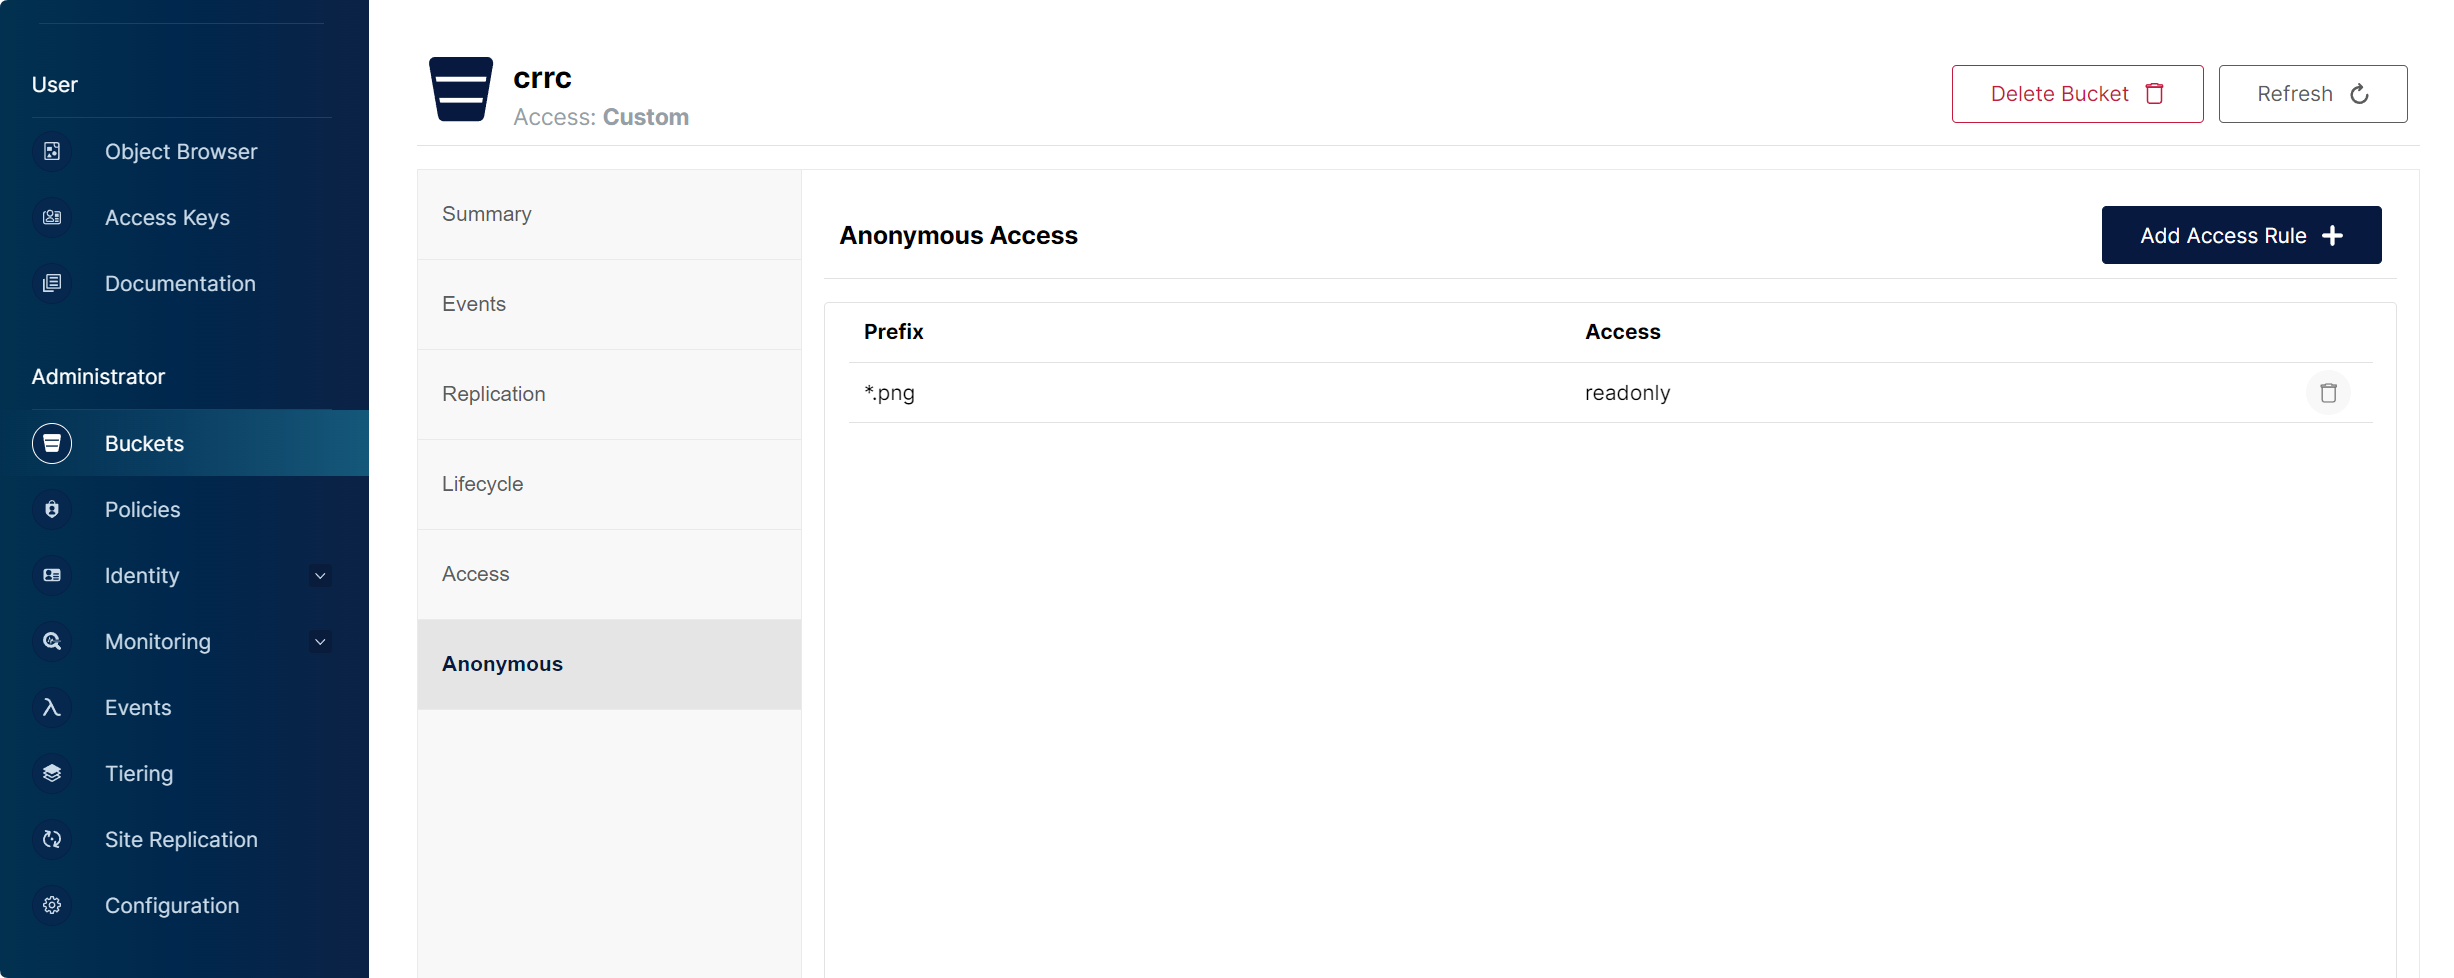 User
Object Browser
Access Keys
Documentation
Administrator
Buckets
Policies
Identity
Monitoring
Events
Tiering
Site Replication
Configuration
crrc
Access: Custom
Delete Bucket
Refresh
Summary
Events
Replication
Lifecycle
Access
Anonymous
Anonymous Access
Add Access Rule
Prefix Access
*.png readonly